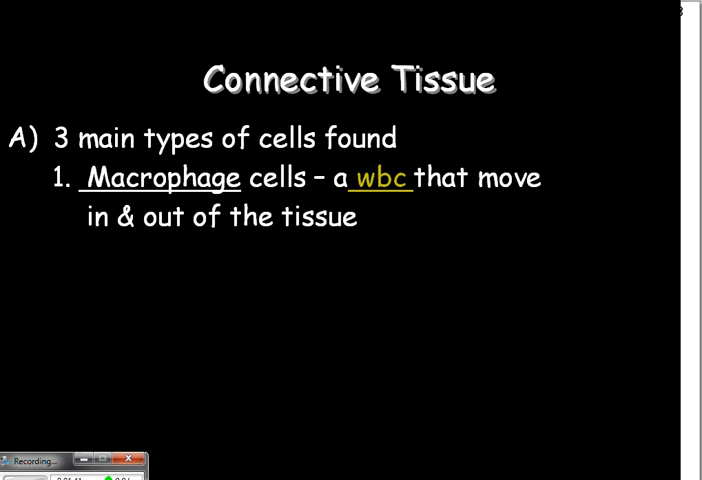 Connective Tissue
A) 3 main types of cells found
1. Macrophage cells – a wbc that move
in & out of the tissue
Recording...